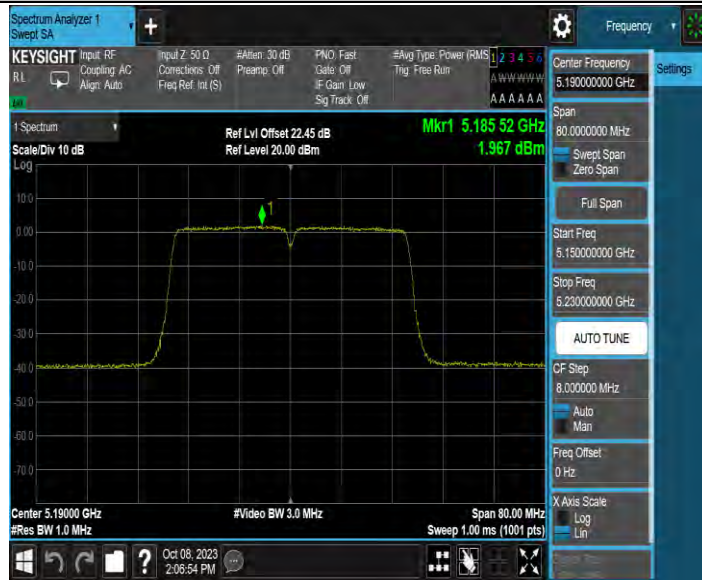 Spectrum Analyzer 1
Swept SA
+
Frequency
KEYSIGHT
RL
Input: RF
Coupling: AC
Align: Auto
Input Z: 50 Ω
Corrections: Off
Freq Ref: Int (S)
#Atten: 30 dB
Preamp: Off
PNO: Fast
Gate: Off
IF Gain: Low
Sig Track: Off
#Avg Type: Power (RMS
Trig: Free Run
1 2 3 4 5 6
A W W W W W
A A A A A A
1 Spectrum
Scale/Div 10 dB
Log
Ref Lvl Offset 22.45 dB
Ref Level 20.00 dBm
Mkr1 5.185 52 GHz
1.967 dBm
1
10.0
0.00
-10.0
-20.0
-30.0
-40.0
-50.0
-60.0
-70.0
Center 5.19000 GHz
#Res BW 1.0 MHz
#Video BW 3.0 MHz
Span 80.00 MHz
Sweep 1.00 ms (1001 pts)
?
Oct 08, 2023
2:06:54 PM
Center Frequency
5.190000000 GHz
Settings
Span
80.0000000 MHz
Swept Span
Zero Span
Full Span
Start Freq
5.150000000 GHz
Stop Freq
5.230000000 GHz
AUTO TUNE
CF Step
8.000000 MHz
Auto
Man
Freq Offset
0 Hz
X Axis Scale
Log
Lin